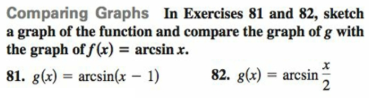 Comparing Graphs In Exercises 81 and 82, sketch
a graph of the function and compare the graph of g with
the graph of f(x) = arcsin x.
81. g(x) = arcsin(x − 1) 82. g(x) = arcsin x/2